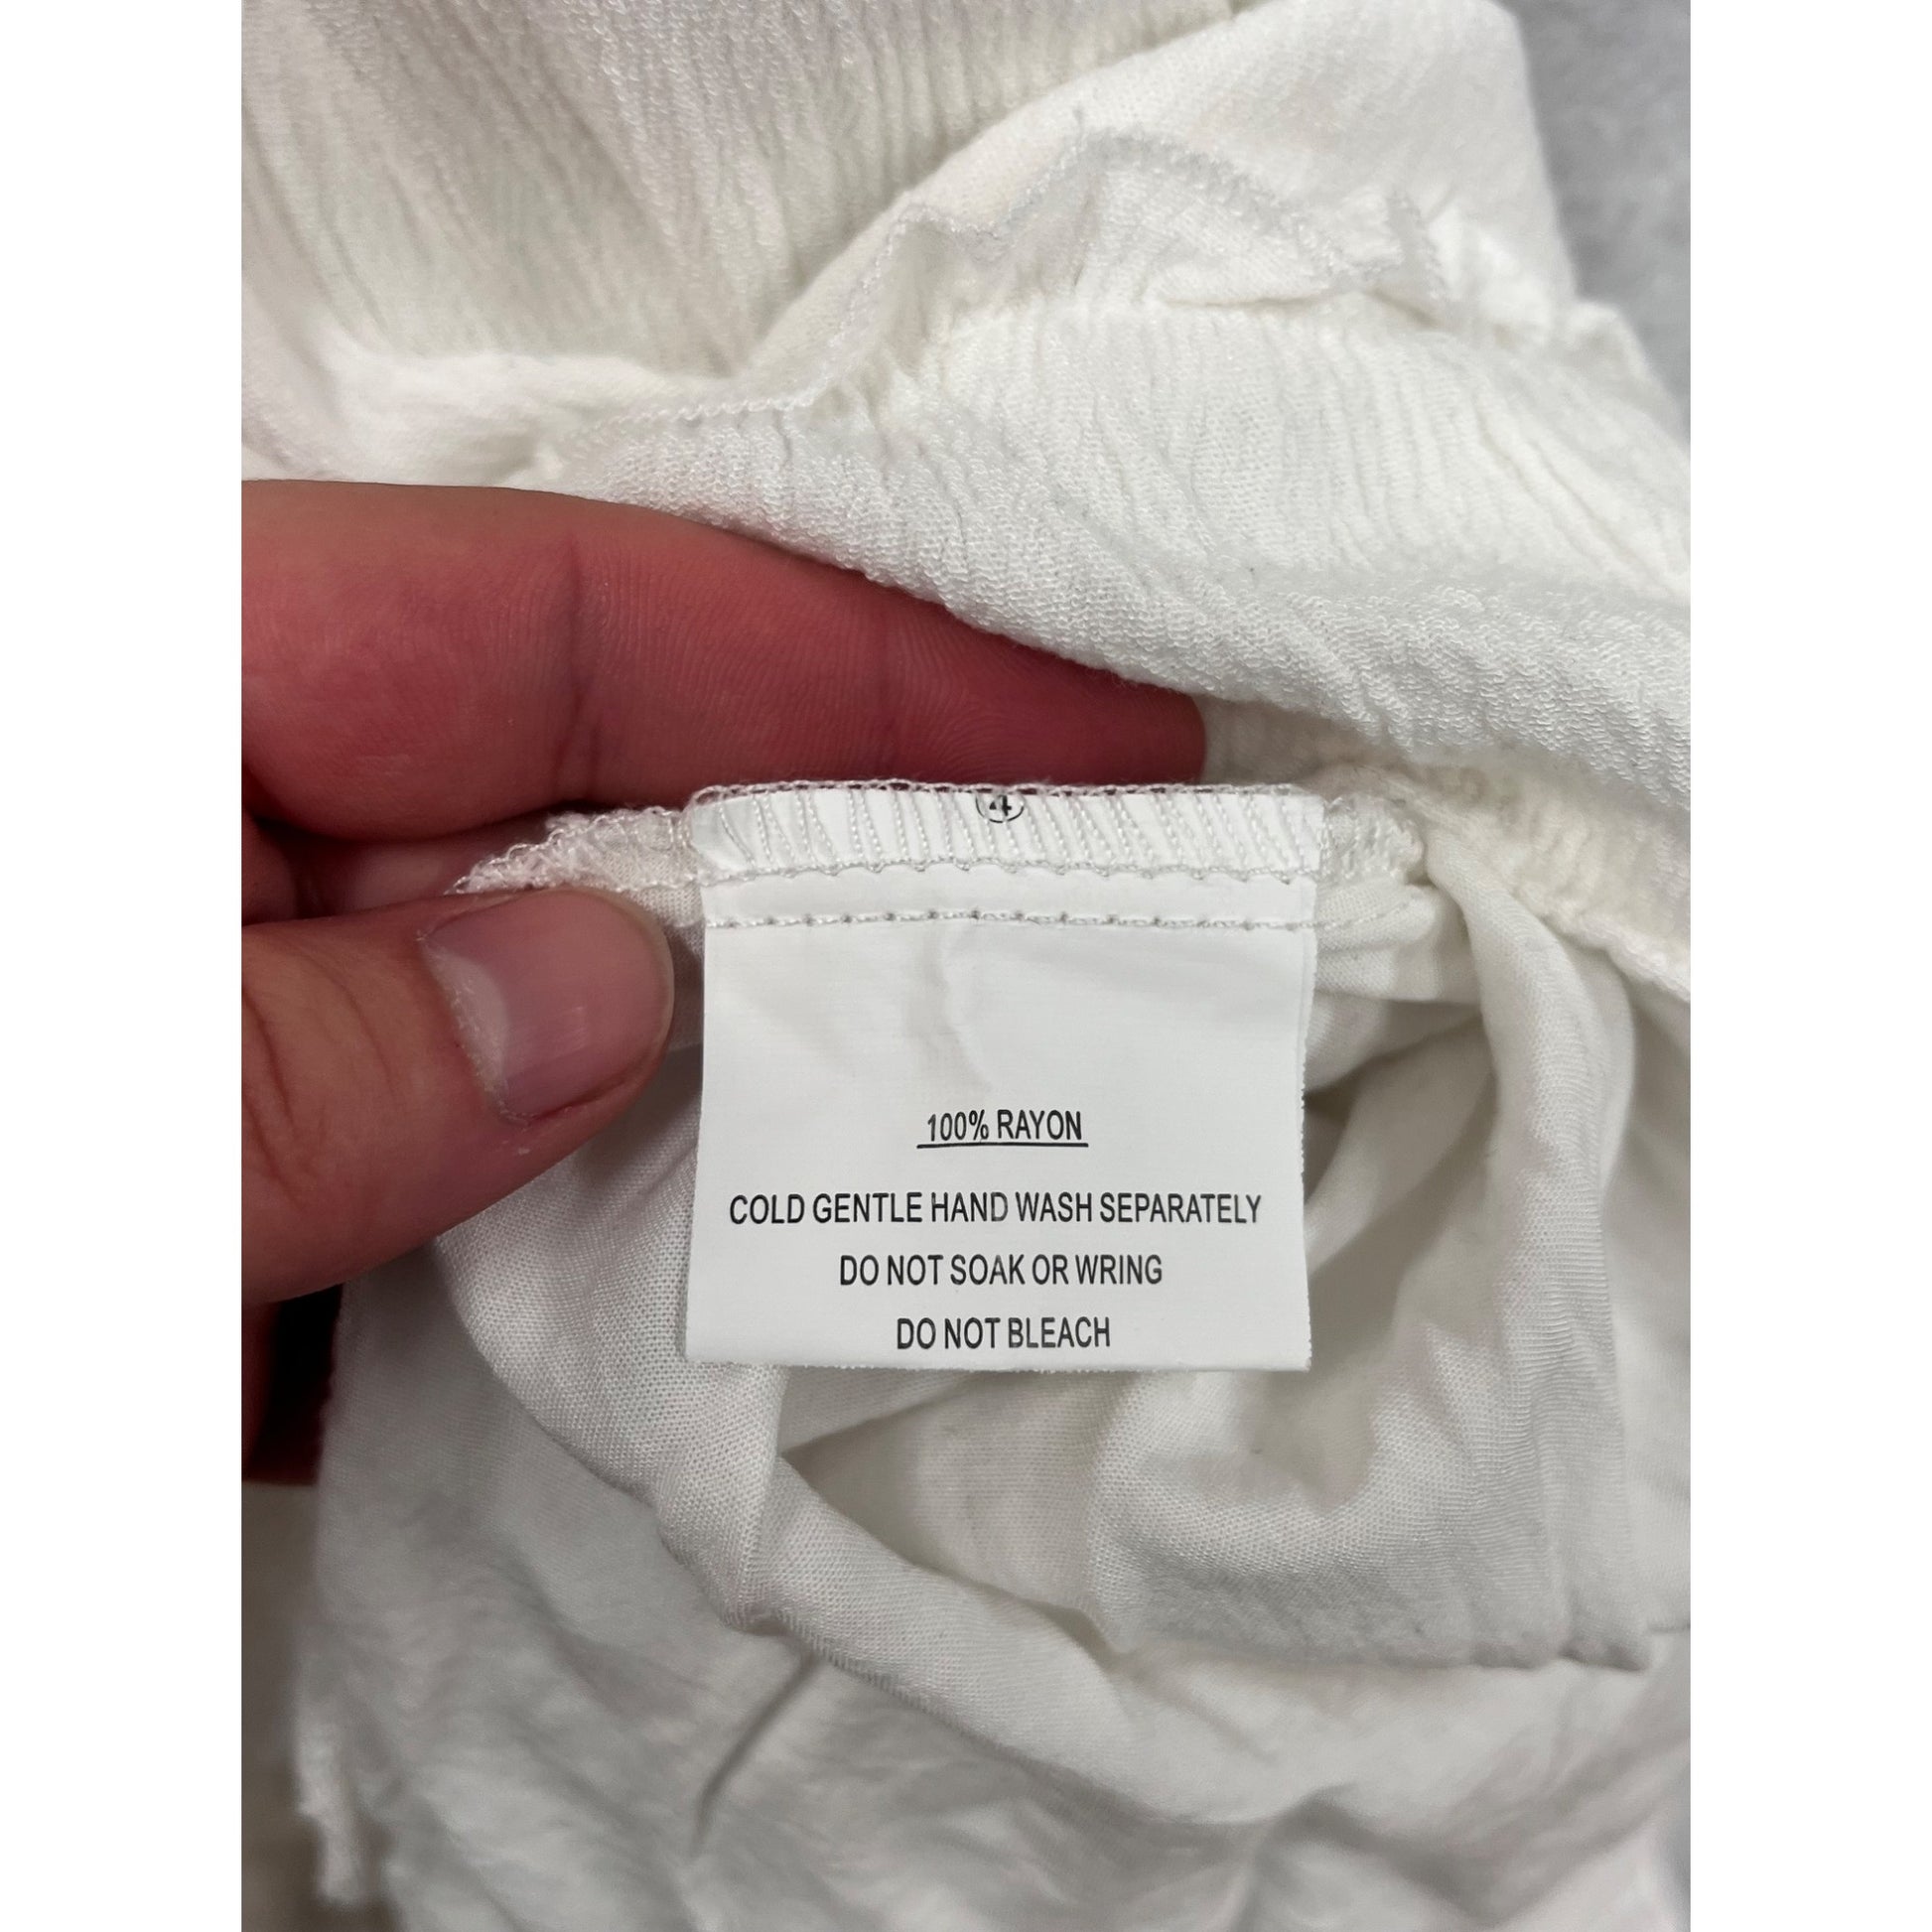 4
100% RAYON
COLD GENTLE HAND WASH SEPARATELY
DO NOT SOAK OR WRING
DO NOT BLEACH